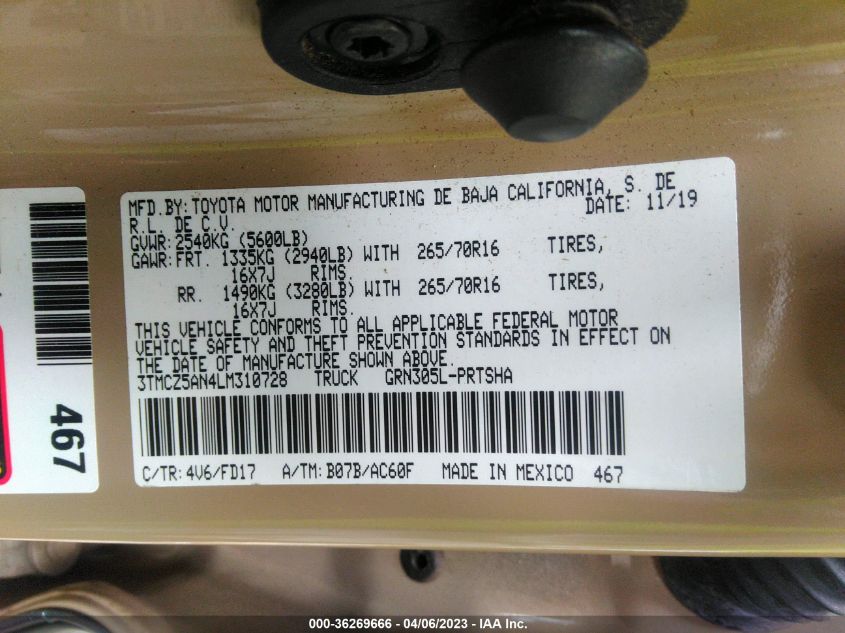 MFD.BY:TOYOTA MOTOR MANUFACTURING DE BAJA CALIFORNIA, S. DE
R.L. DE C.V. DATE: 11/19
GVWR:2540KG (5600LB)
GAWR:FRT. 1335KG (2940LB) WITH 265/70R16 TIRES,
16X7J RIMS.
RR. 1490KG (3280LB) WITH 265/70R16 TIRES,
16X7J RIMS.
THIS VEHICLE CONFORMS TO ALL APPLICABLE FEDERAL MOTOR
VEHICLE SAFETY AND THEFT PREVENTION STANDARDS IN EFFECT ON
THE DATE OF MANUFACTURE SHOWN ABOVE.
3TMCZ5AN4LM310728 TRUCK GRN305L-PRTSHA
C/TR:4V6/FD17 A/TM:B07B/AC60F MADE IN MEXICO 467
467
000-36269666 - 04/06/2023 - IAA Inc.